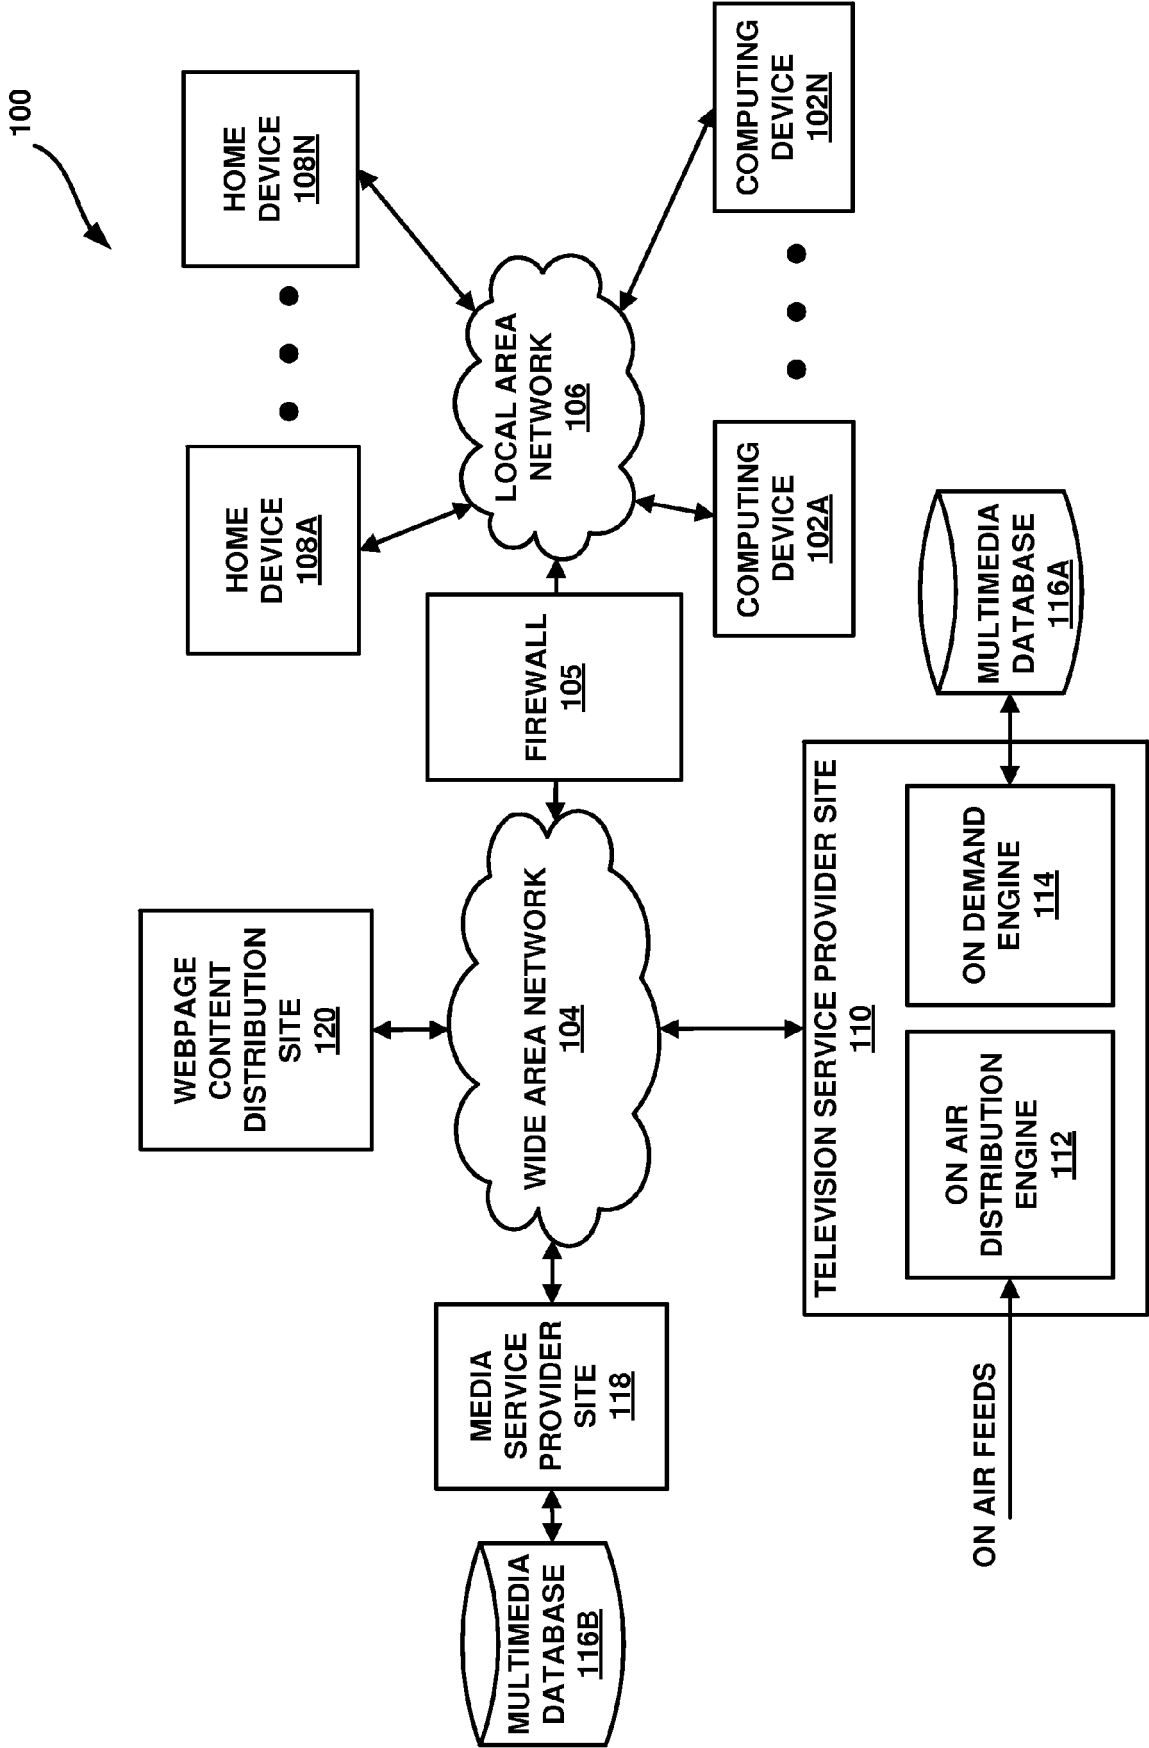 100
WEBPAGE
CONTENT
DISTRIBUTION
SITE
120
HOME
DEVICE
108A
HOME
DEVICE
108N
MULTIMEDIA
DATABASE
116B
MEDIA
SERVICE
PROVIDER
SITE
118
WIDE AREA NETWORK
104
FIREWALL
105
LOCAL AREA
NETWORK
106
COMPUTING
DEVICE
102A
COMPUTING
DEVICE
102N
TELEVISION SERVICE PROVIDER SITE
110
ON AIR FEEDS
ON AIR
DISTRIBUTION
ENGINE
112
ON DEMAND
ENGINE
114
MULTIMEDIA
DATABASE
116A